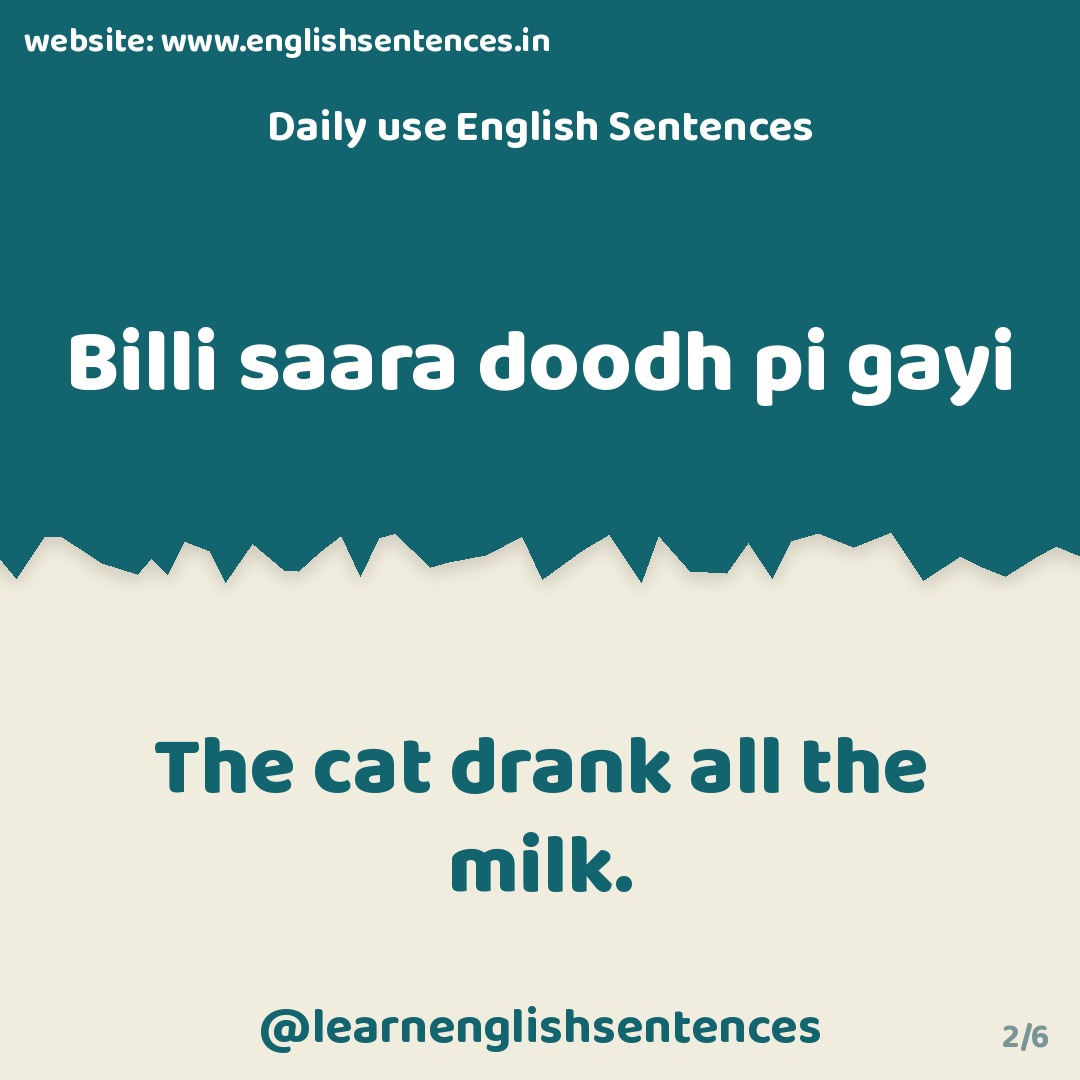 website: www.englishsentences.in
Daily use English Sentences
Billi saara doodh pi gayi
The cat drank all the
milk.
@learnenglishsentences
2/6